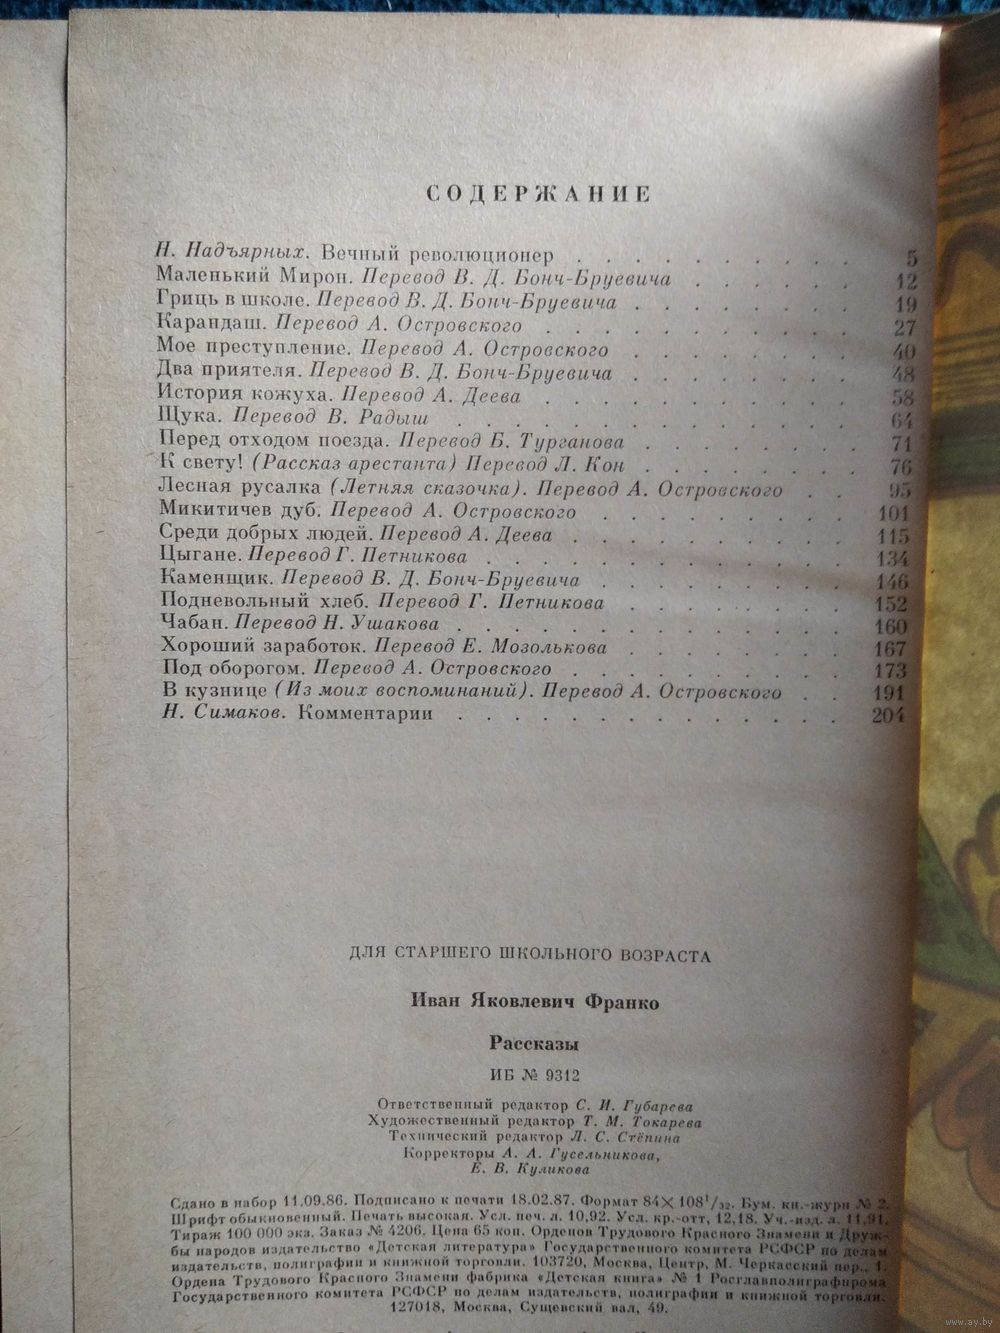 СОДЕРЖАНИЕ
Н. Надъярных. Вечный революционер . . . . . . . . . . 5
Маленький Мирон. Перевод В. Д. Бонч-Бруевича . . . . . . 12
Гриць в школе. Перевод В. Д. Бонч-Бруевича . . . . . . . . 19
Карандаш. Перевод А. Островского . . . . . . . . . . . 27
Мое преступление. Перевод А. Островского . . . . . . . . 40
Два приятеля. Перевод В. Д. Бонч-Бруевича . . . . . . . . 48
История кожуха. Перевод А. Деева . . . . . . . . . . . 58
Щука. Перевод В. Радыш . . . . . . . . . . . . . . 64
Перед отходом поезда. Перевод Б. Турганова . . . . . . . 71
К свету! (Рассказ арестанта) Перевод Л. Кон . . . . . . . 76
Лесная русалка (Летняя сказочка). Перевод А. Островского . . 95
Микитичев дуб. Перевод А. Островского . . . . . . . . . 101
Среди добрых людей. Перевод А. Деева . . . . . . . . . . 115
Цыгане. Перевод Г. Петникова . . . . . . . . . . . . . 134
Каменщик. Перевод В. Д. Бонч-Бруевича . . . . . . . . . 146
Подневольный хлеб. Перевод Г. Петникова . . . . . . . . 152
Чабан. Перевод Н. Ушакова . . . . . . . . . . . . . . 160
Хороший заработок. Перевод Е. Мозолькова . . . . . . . . 167
Под оборогом. Перевод А. Островского . . . . . . . . . . 173
В кузнице (Из моих воспоминаний). Перевод А. Островского . . 191
Н. Симаков. Комментарии . . . . . . . . . . . . . . 204
ДЛЯ СТАРШЕГО ШКОЛЬНОГО ВОЗРАСТА
Иван Яковлевич Франко
Рассказы
ИБ № 9312
Ответственный редактор С. И. Губарева
Художественный редактор Т. М. Токарева
Технический редактор Л. С. Стёпина
Корректоры А. А. Гусельникова,
Е. В. Куликова
Сдано в набор 11.09.86. Подписано к печати 18.02.87. Формат 84×108¹/₃₂. Бум. кн.-журн № 2.
Шрифт обыкновенный. Печать высокая. Усл. печ. л. 10,92. Усл. кр.-отт, 12,18. Уч.-изд. л. 11,91.
Тираж 100 000 экз. Заказ № 4206. Цена 65 коп. Орденов Трудового Красного Знамени и Друж-
бы народов издательство «Детская литература» Государственного комитета РСФСР по делам
издательств, полиграфии и книжной торговли. 103720, Москва, Центр, М. Черкасский пер., 1.
Ордена Трудового Красного Знамени фабрика «Детская книга» № 1 Росглавполиграфпрома
Государственного комитета РСФСР по делам издательств, полиграфии и книжной торговли.
127018, Москва, Сущевский вал, 49.
www.ay.by